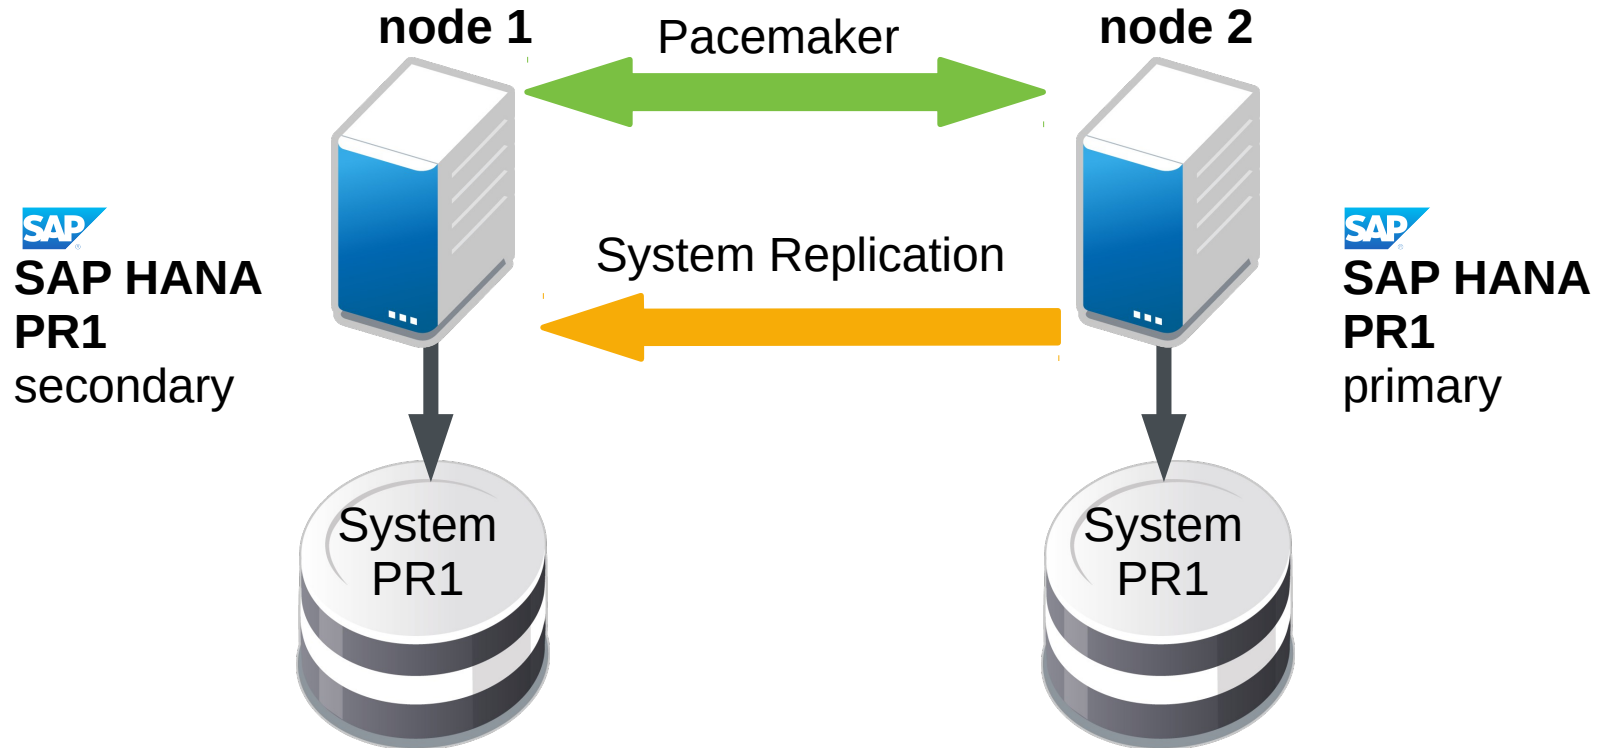 node 1
Pacemaker
node 2
SAP
SAP HANA
PR1
secondary
System Replication
SAP
SAP HANA
PR1
primary
System
PR1
System
PR1